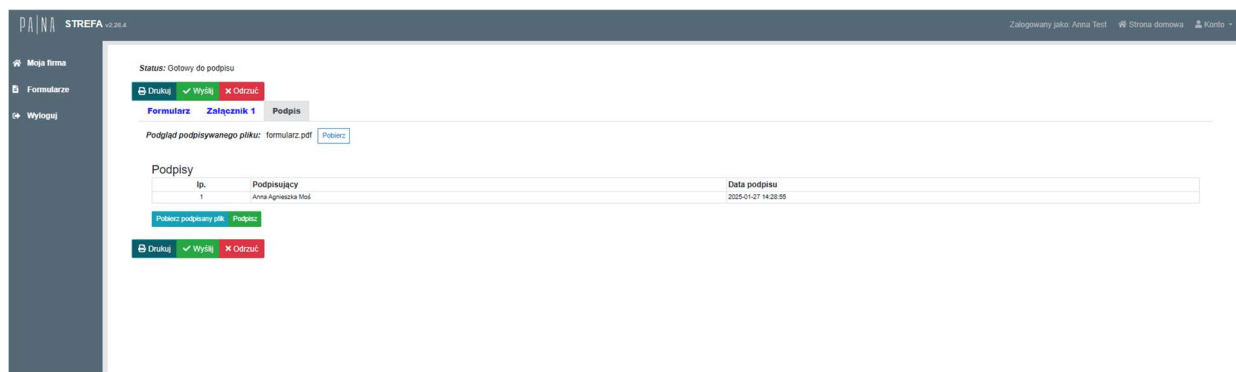 PA|NA STREFA v2.26.4
Zalogowany jako: Anna Test Strona domowa Konto
Moja firma
Formularze
Wyloguj
Status: Gotowy do podpisu
Drukuj Wyślij Odrzuć
Formularz Załącznik 1 Podpis
Podgląd podpisywanego pliku: formularz.pdf Pobierz
Podpisy
lp. Podpisujący Data podpisu
1 Anna Agnieszka Moś 2025-01-27 14:28:55
Pobierz podpisany plik Podpisz
Drukuj Wyślij Odrzuć